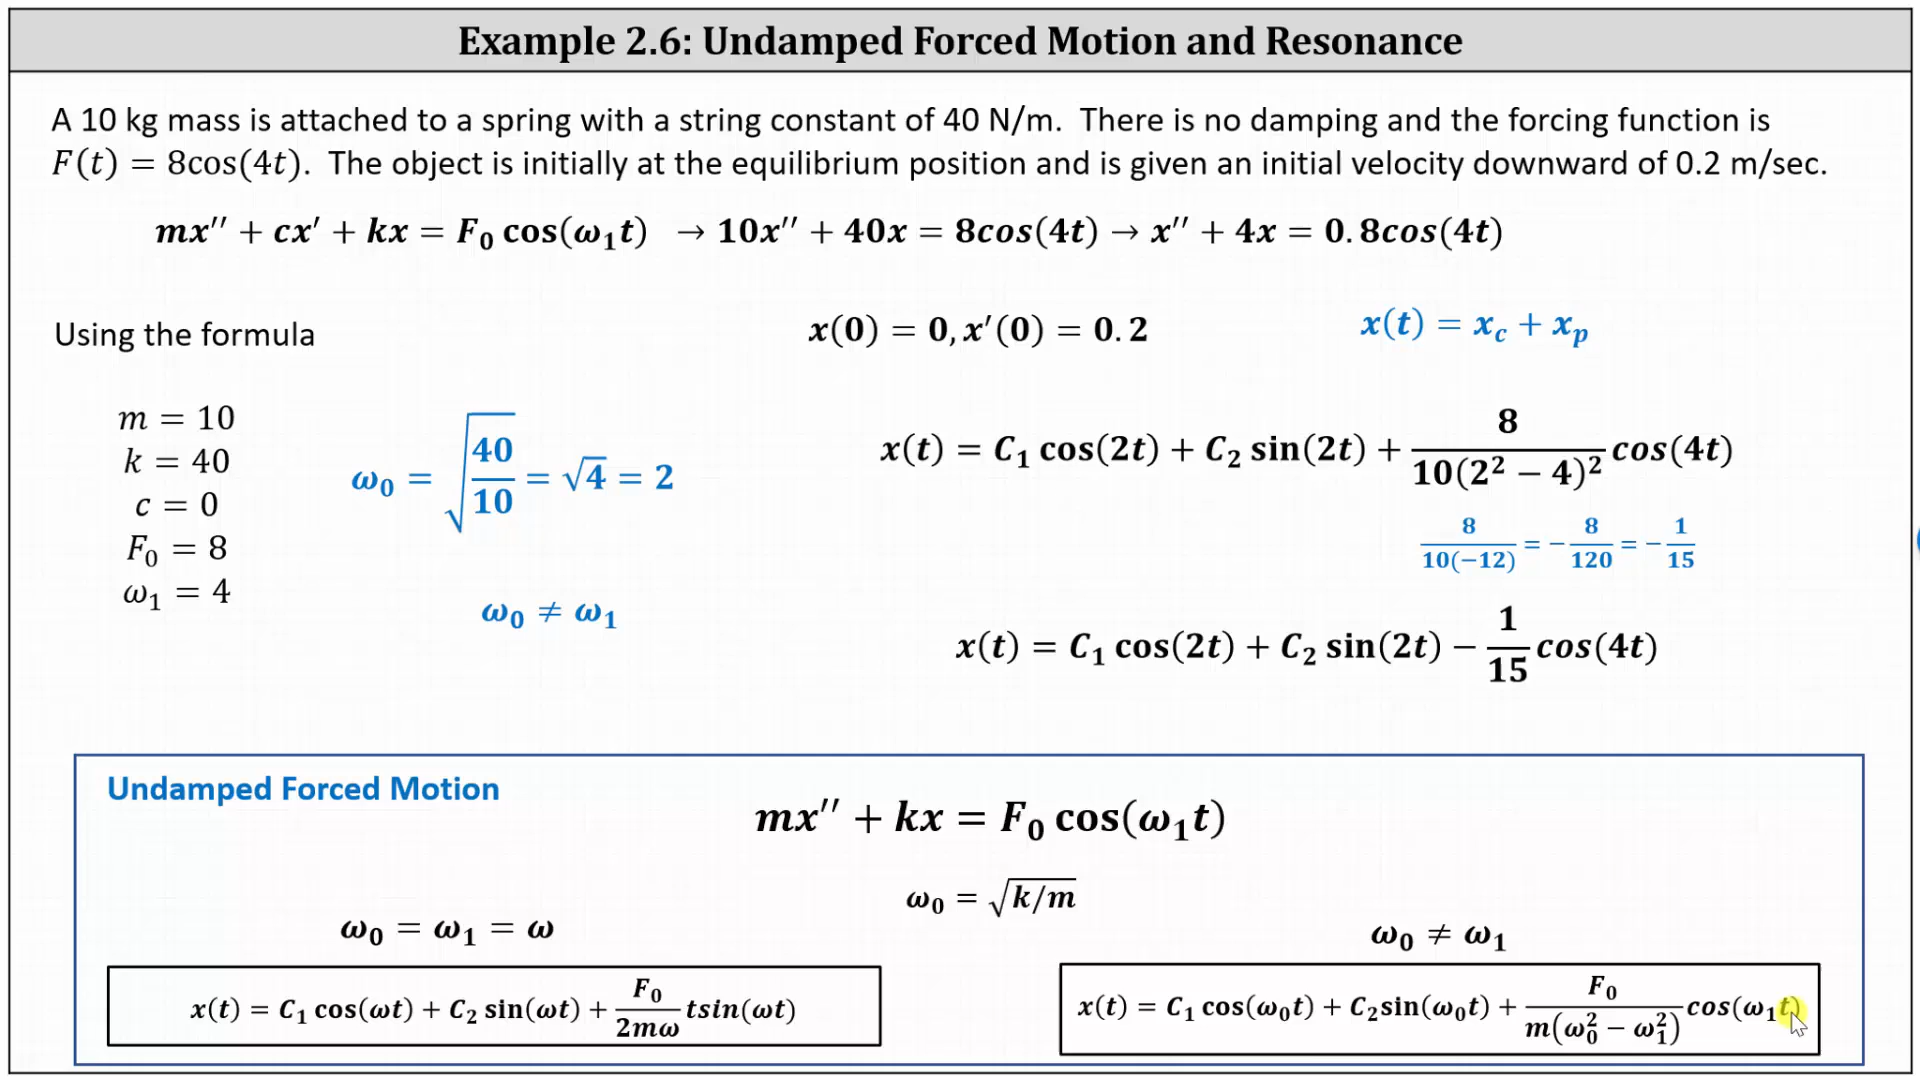 Example 2.6: Undamped Forced Motion and Resonance
A 10 kg mass is attached to a spring with a string constant of 40 N/m. There is no damping and the forcing function is
F(t) = 8cos(4t). The object is initially at the equilibrium position and is given an initial velocity downward of 0.2 m/sec.
mx′′ + cx′ + kx = F₀ cos(ω₁t) → 10x′′ + 40x = 8cos(4t) → x′′ + 4x = 0.8cos(4t)
Using the formula
x(0) = 0, x′(0) = 0.2
x(t) = x_c + x_p
m = 10
k = 40
c = 0
F₀ = 8
ω₁ = 4
ω₀ = √(40/10) = √4 = 2
ω₀ ≠ ω₁
x(t) = C₁ cos(2t) + C₂ sin(2t) + 8/(10(2² − 4)²) cos(4t)
8/(10(−12)) = − 8/120 = − 1/15
x(t) = C₁ cos(2t) + C₂ sin(2t) − 1/15 cos(4t)
Undamped Forced Motion
mx′′ + kx = F₀ cos(ω₁t)
ω₀ = √(k/m)
ω₀ = ω₁ = ω
x(t) = C₁ cos(ωt) + C₂ sin(ωt) + F₀/(2mω) tsin(ωt)
ω₀ ≠ ω₁
x(t) = C₁ cos(ω₀t) + C₂sin(ω₀t) + F₀/(m(ω₀² − ω₁²)) cos(ω₁t)